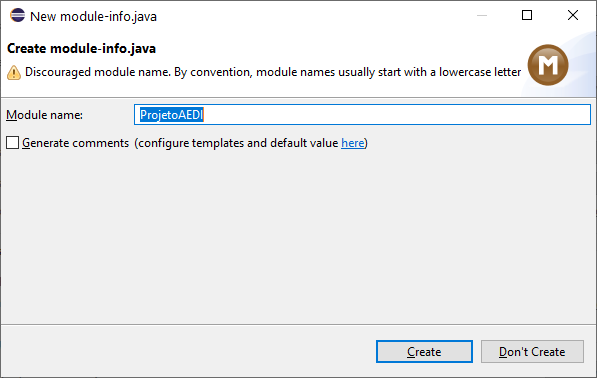 New module-info.java
Create module-info.java
Discouraged module name. By convention, module names usually start with a lowercase letter
M
Module name: ProjetoAEDI
Generate comments (configure templates and default value here)
Create Don't Create